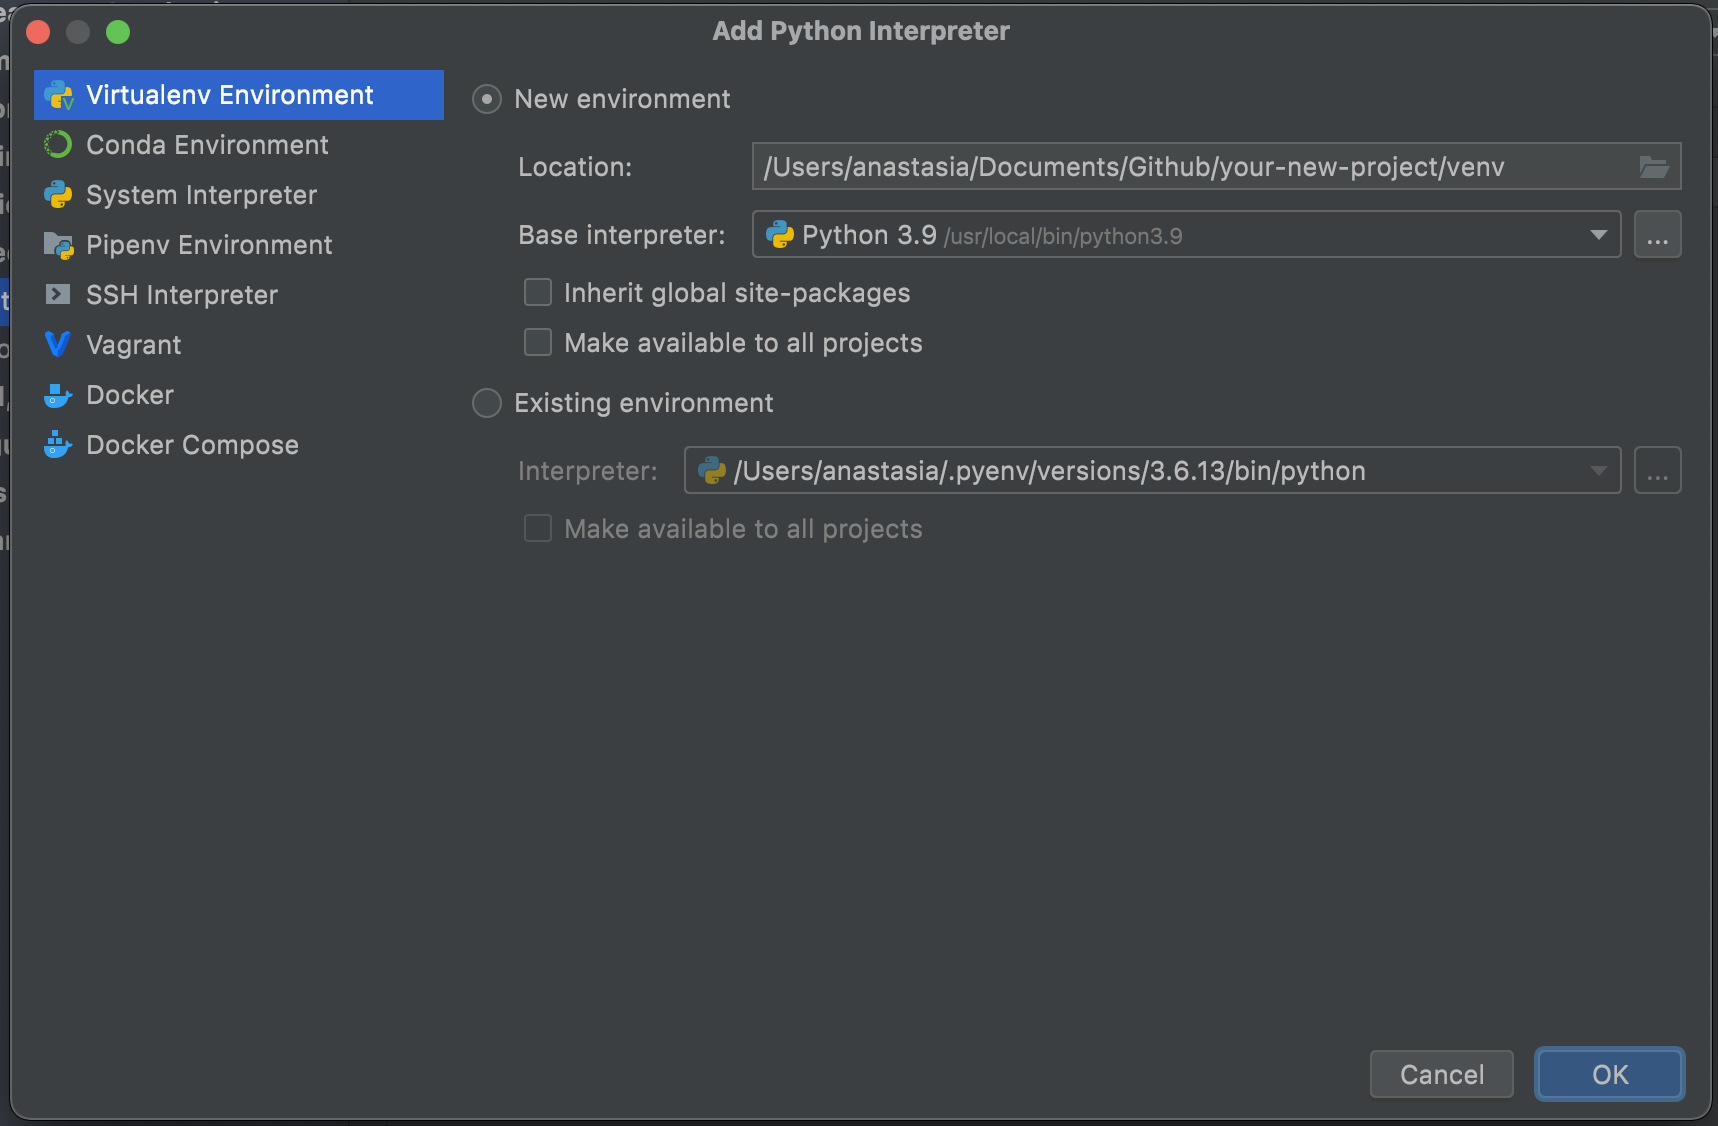 Add Python Interpreter
Virtualenv Environment
Conda Environment
System Interpreter
Pipenv Environment
SSH Interpreter
Vagrant
Docker
Docker Compose
New environment
Location: /Users/anastasia/Documents/Github/your-new-project/venv
Base interpreter: Python 3.9 /usr/local/bin/python3.9 ...
Inherit global site-packages
Make available to all projects
Existing environment
Interpreter: /Users/anastasia/.pyenv/versions/3.6.13/bin/python ...
Make available to all projects
Cancel OK